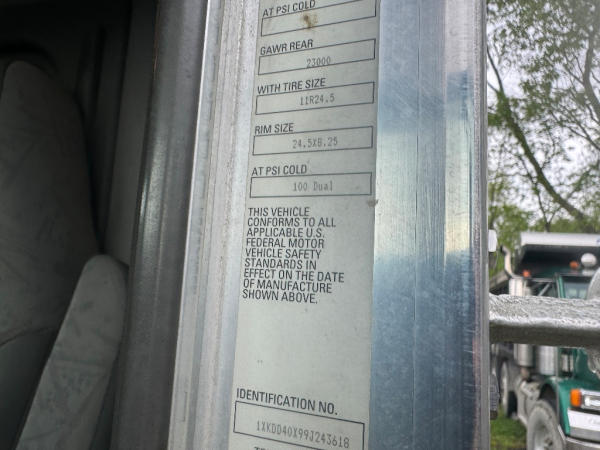 AT PSI COLD
GAWR REAR
23000
WITH TIRE SIZE
11R24.5
RIM SIZE
24.5X8.25
AT PSI COLD
100 Dual
THIS VEHICLE
CONFORMS TO ALL
APPLICABLE U.S.
FEDERAL MOTOR
VEHICLE SAFETY
STANDARDS IN
EFFECT ON THE DATE
OF MANUFACTURE
SHOWN ABOVE.
IDENTIFICATION NO.
1XKDD40X99J243618